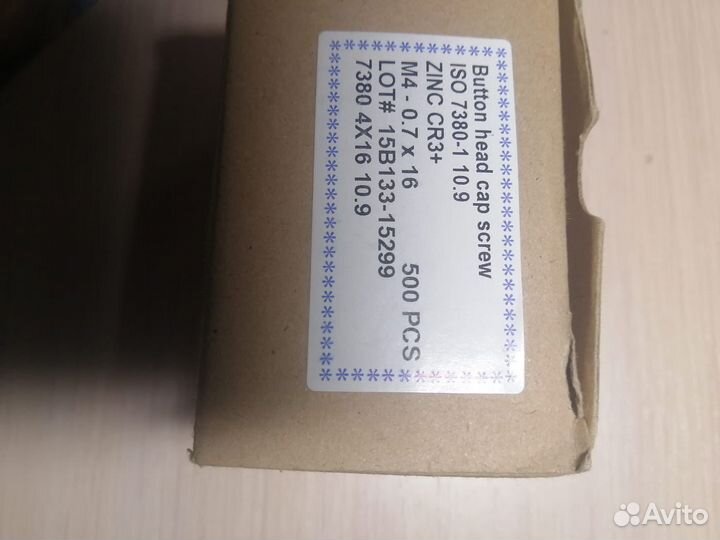 Button head cap screw
ISO 7380-1 10.9
ZINC CR3+
M4 - 0.7 x 16 500 PCS
LOT# 15B133-15299
7380 4X16 10.9
Avito